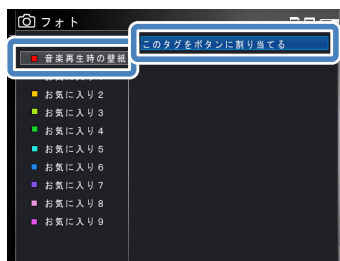 フォト
このタグをボタンに割り当てる
音楽再生時の壁紙
お気に入り2
お気に入り3
お気に入り4
お気に入り5
お気に入り6
お気に入り7
お気に入り8
お気に入り9